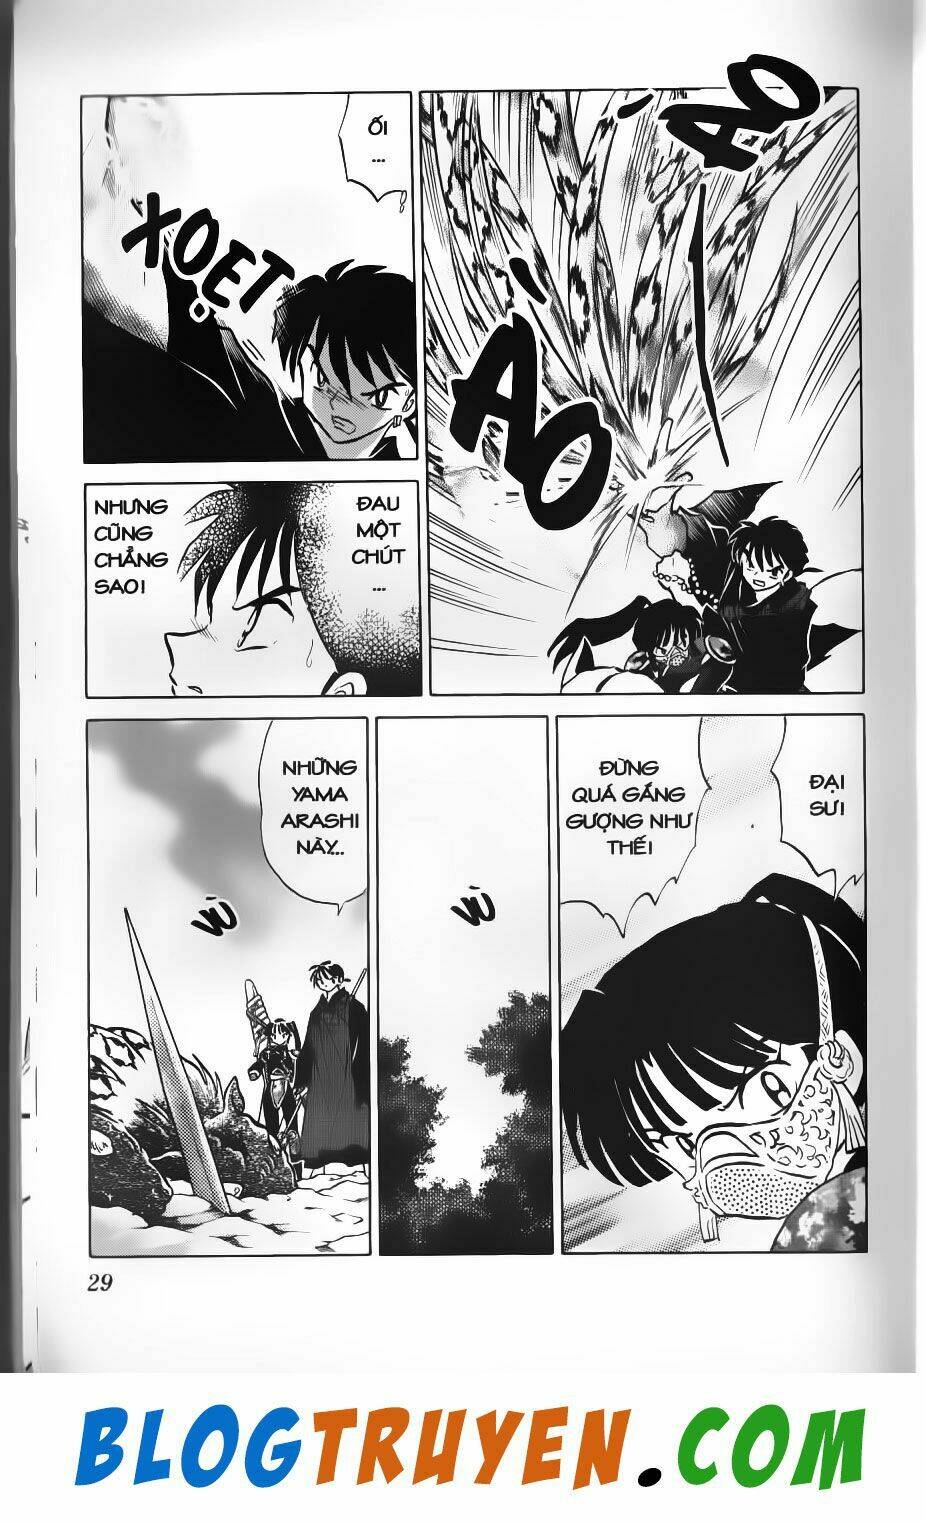 ÀO
ÀO
ỐI
...
XOẸT
ĐAU
MỘT
CHÚT
...
NHƯNG
CŨNG
CHẲNG
SAO!
ĐẠI
SƯ!
ĐỪNG
QUÁ GẮNG
GƯỢNG NHƯ
THẾ!
VÙ
NHỮNG
YAMA
ARASHI
NÀY...
VÙ
29
BLOGTRUYEN.COM